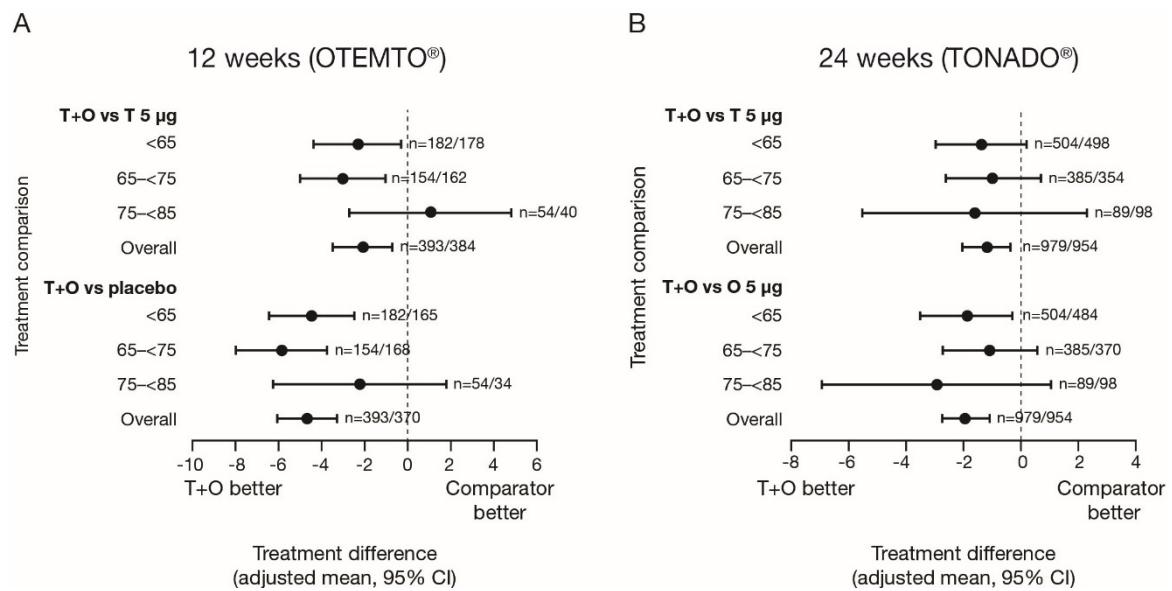 A
12 weeks (OTEMTO®)
Treatment comparison
T+O vs T 5 µg
<65 n=182/178
65–<75 n=154/162
75–<85 n=54/40
Overall n=393/384
T+O vs placebo
<65 n=182/165
65–<75 n=154/168
75–<85 n=54/34
Overall n=393/370
-10 -8 -6 -4 -2 0 2 4 6
T+O better Comparator
better
Treatment difference
(adjusted mean, 95% CI)
B
24 weeks (TONADO®)
Treatment comparison
T+O vs T 5 µg
<65 n=504/498
65–<75 n=385/354
75–<85 n=89/98
Overall n=979/954
T+O vs O 5 µg
<65 n=504/484
65–<75 n=385/370
75–<85 n=89/98
Overall n=979/954
-8 -6 -4 -2 0 2 4
T+O better Comparator
better
Treatment difference
(adjusted mean, 95% CI)